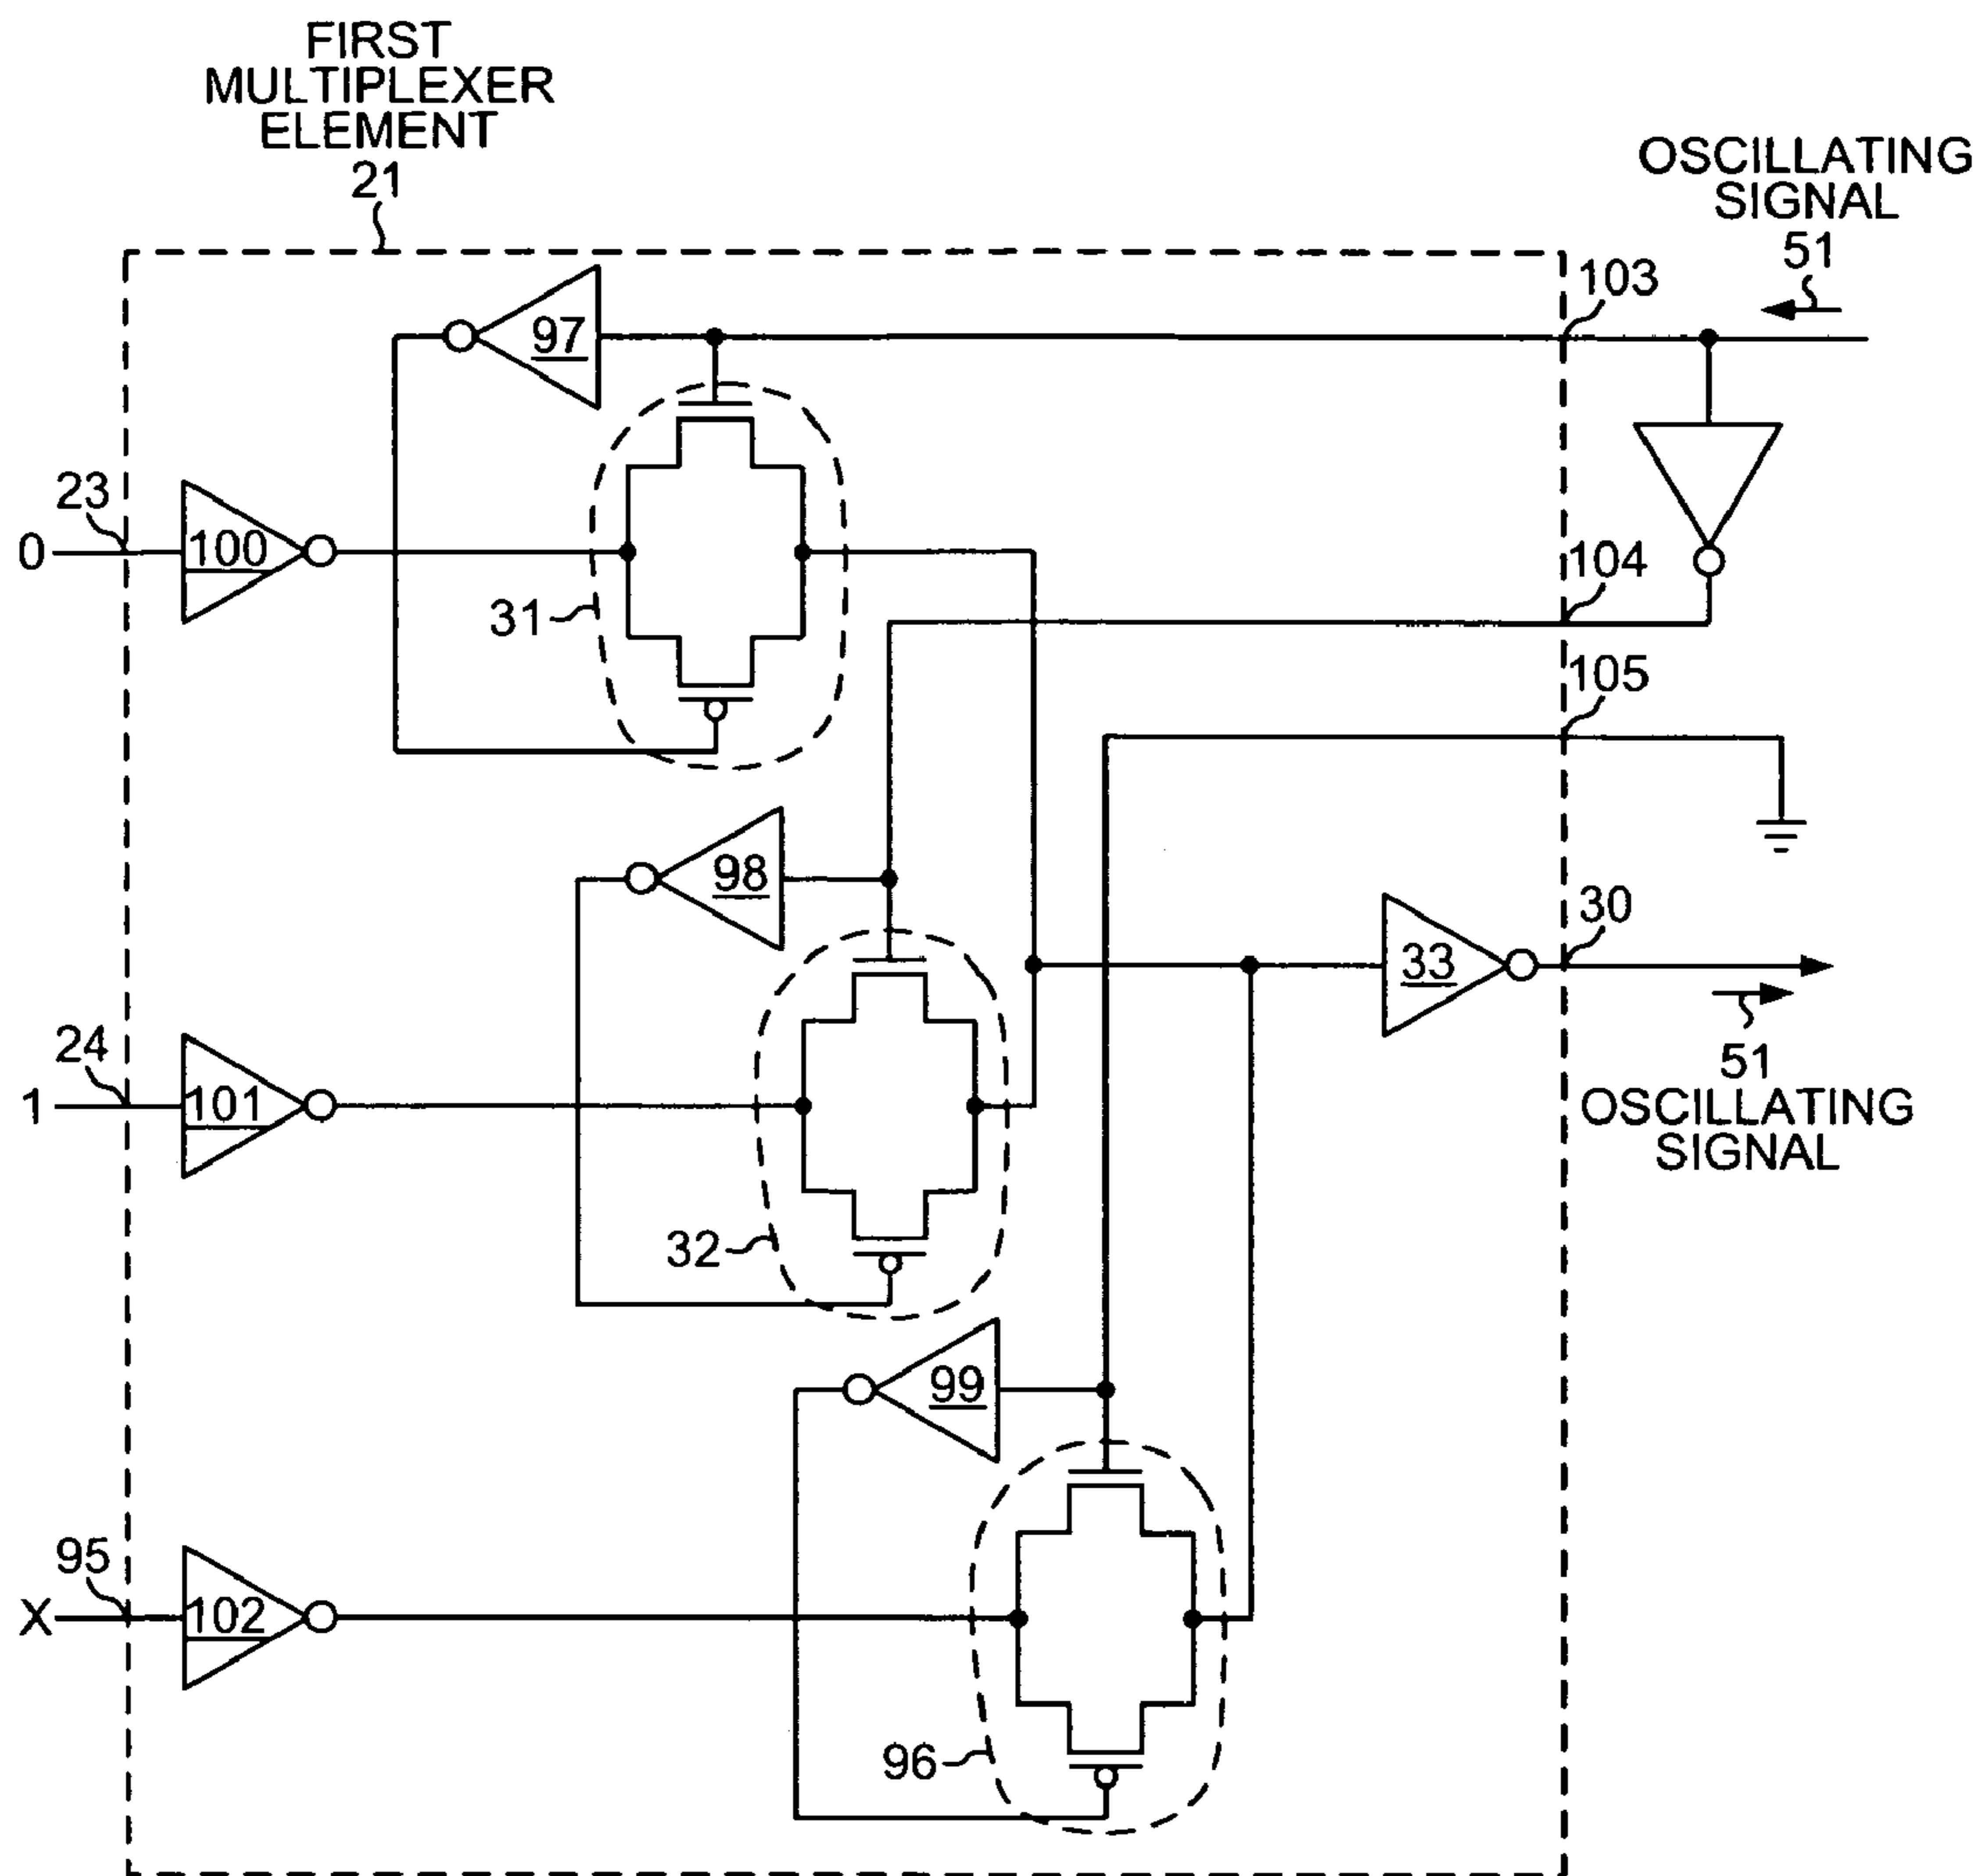 FIRST
MULTIPLEXER
ELEMENT
21
OSCILLATING
SIGNAL
51
103
97
23
0
100
104
31
105
98
30
33
24
1
101
51
OSCILLATING
SIGNAL
32
99
95
X
102
96